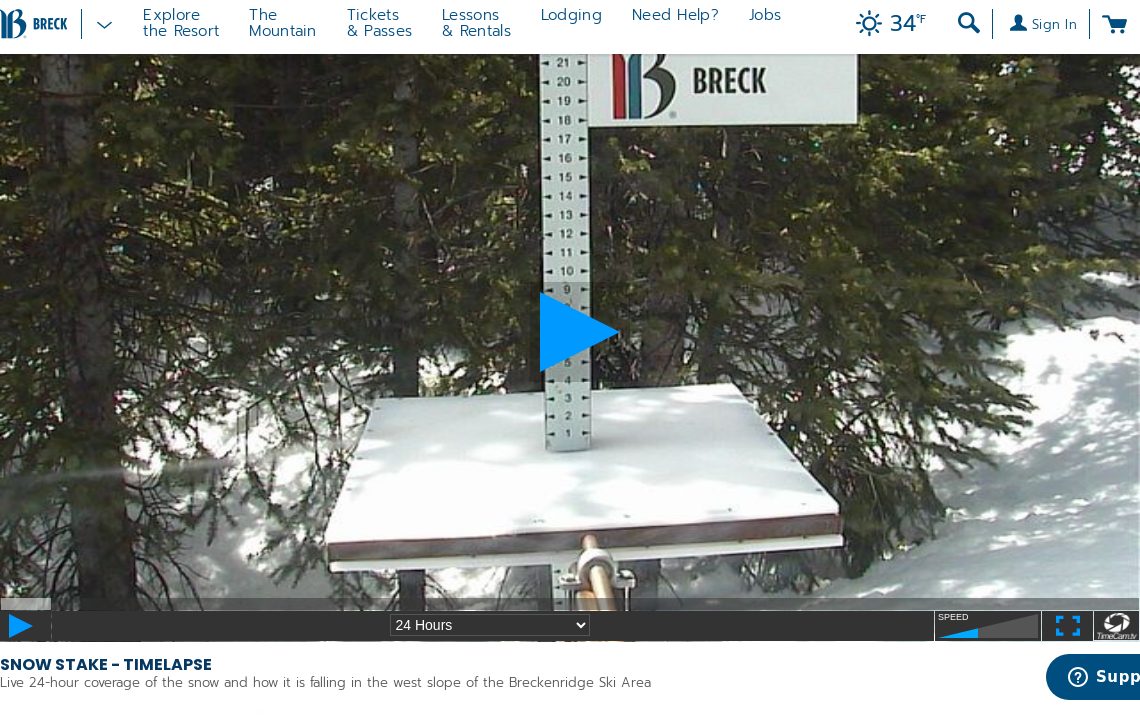 BRECK
Explore
the Resort
The
Mountain
Tickets
& Passes
Lessons
& Rentals
Lodging
Need Help?
Jobs
34°F
Sign In
21
BRECK
®
20
19
18
17
16
15
14
13
12
11
10
9
5
4
3
2
1
24 Hours
SPEED
TimeCam.tv
SNOW STAKE - TIMELAPSE
Live 24-hour coverage of the snow and how it is falling in the west slope of the Breckenridge Ski Area
Supp